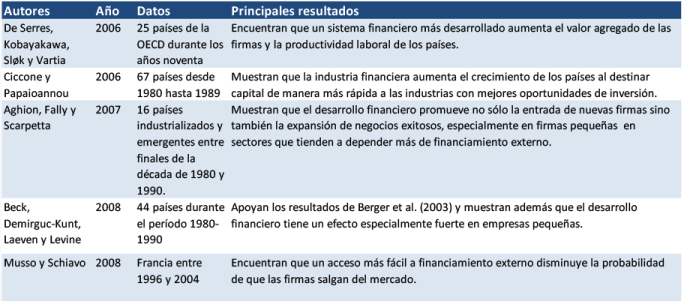 Autores Año Datos Principales resultados
De Serres, 2006 25 países de la Encuentran que un sistema financiero más desarrollado aumenta el valor agregado de las
Kobayakawa, OECD durante los firmas y la productividad laboral de los países.
Sløk y Vartia años noventa
Ciccone y 2006 67 países desde Muestran que la industria financiera aumenta el crecimiento de los países al destinar
Papaioannou 1980 hasta 1989 capital de manera más rápida a las industrias con mejores oportunidades de inversión.
Aghion, Fally y 2007 16 países Muestran que el desarrollo financiero promueve no sólo la entrada de nuevas firmas sino
Scarpetta industrializados y también la expansión de negocios exitosos, especialmente en firmas pequeñas en
emergentes entre sectores que tienden a depender más de financiamiento externo.
finales de la
década de 1980 y
1990.
Beck, 2008 44 países durante Apoyan los resultados de Berger et al. (2003) y muestran además que el desarrollo
Demirguc-Kunt, el período 1980- financiero tiene un efecto especialmente fuerte en empresas pequeñas.
Laeven y Levine 1990
Musso y Schiavo 2008 Francia entre Encuentran que un acceso más fácil a financiamiento externo disminuye la probabilidad
1996 y 2004 de que las firmas salgan del mercado.